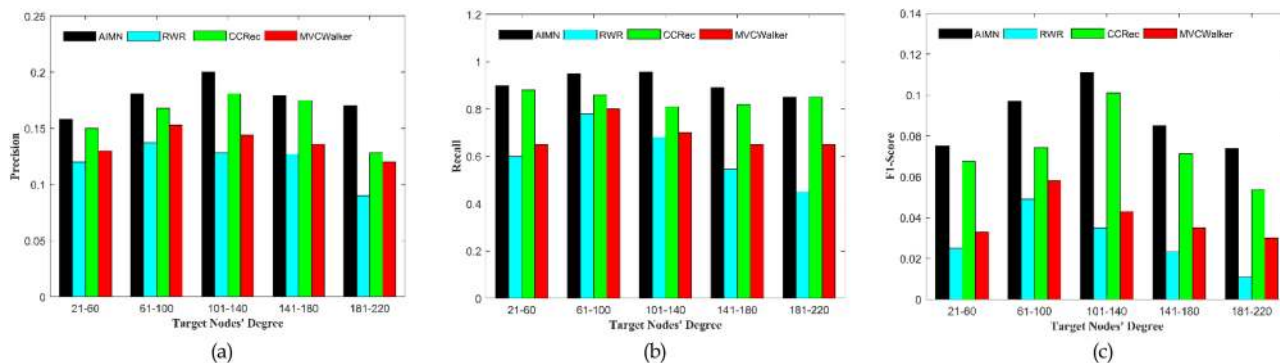 0.25
0.2
0.15
0.1
0.05
0
Precision
AIMN RWR CCRec MVCWalker
21-60 61-100 101-140 141-180 181-220
Target Nodes' Degree
(a)
1.2
1
0.8
0.6
0.4
0.2
0
Recall
AIMN RWR CCRec MVCWalker
21-60 61-100 101-140 141-180 181-220
Target Nodes' Degree
(b)
0.14
0.12
0.1
0.08
0.06
0.04
0.02
0
F1-Score
AIMN RWR CCRec MVCWalker
21-60 61-100 101-140 141-180 181-220
Target Nodes' Degree
(c)